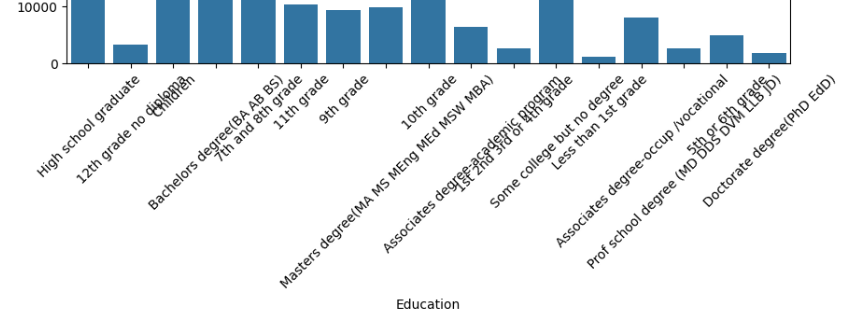 10000
0
High school graduate
12th grade no diploma
Children
Bachelors degree(BA AB BS)
7th and 8th grade
11th grade
9th grade
Masters degree(MA MS MEng MEd MSW MBA)
10th grade
Associates degree-academic program
1st 2nd 3rd or 4th grade
Some college but no degree
Less than 1st grade
Associates degree-occup /vocational
Prof school degree (MD DDS DVM LLB JD)
5th or 6th grade
Doctorate degree(PhD EdD)
Education